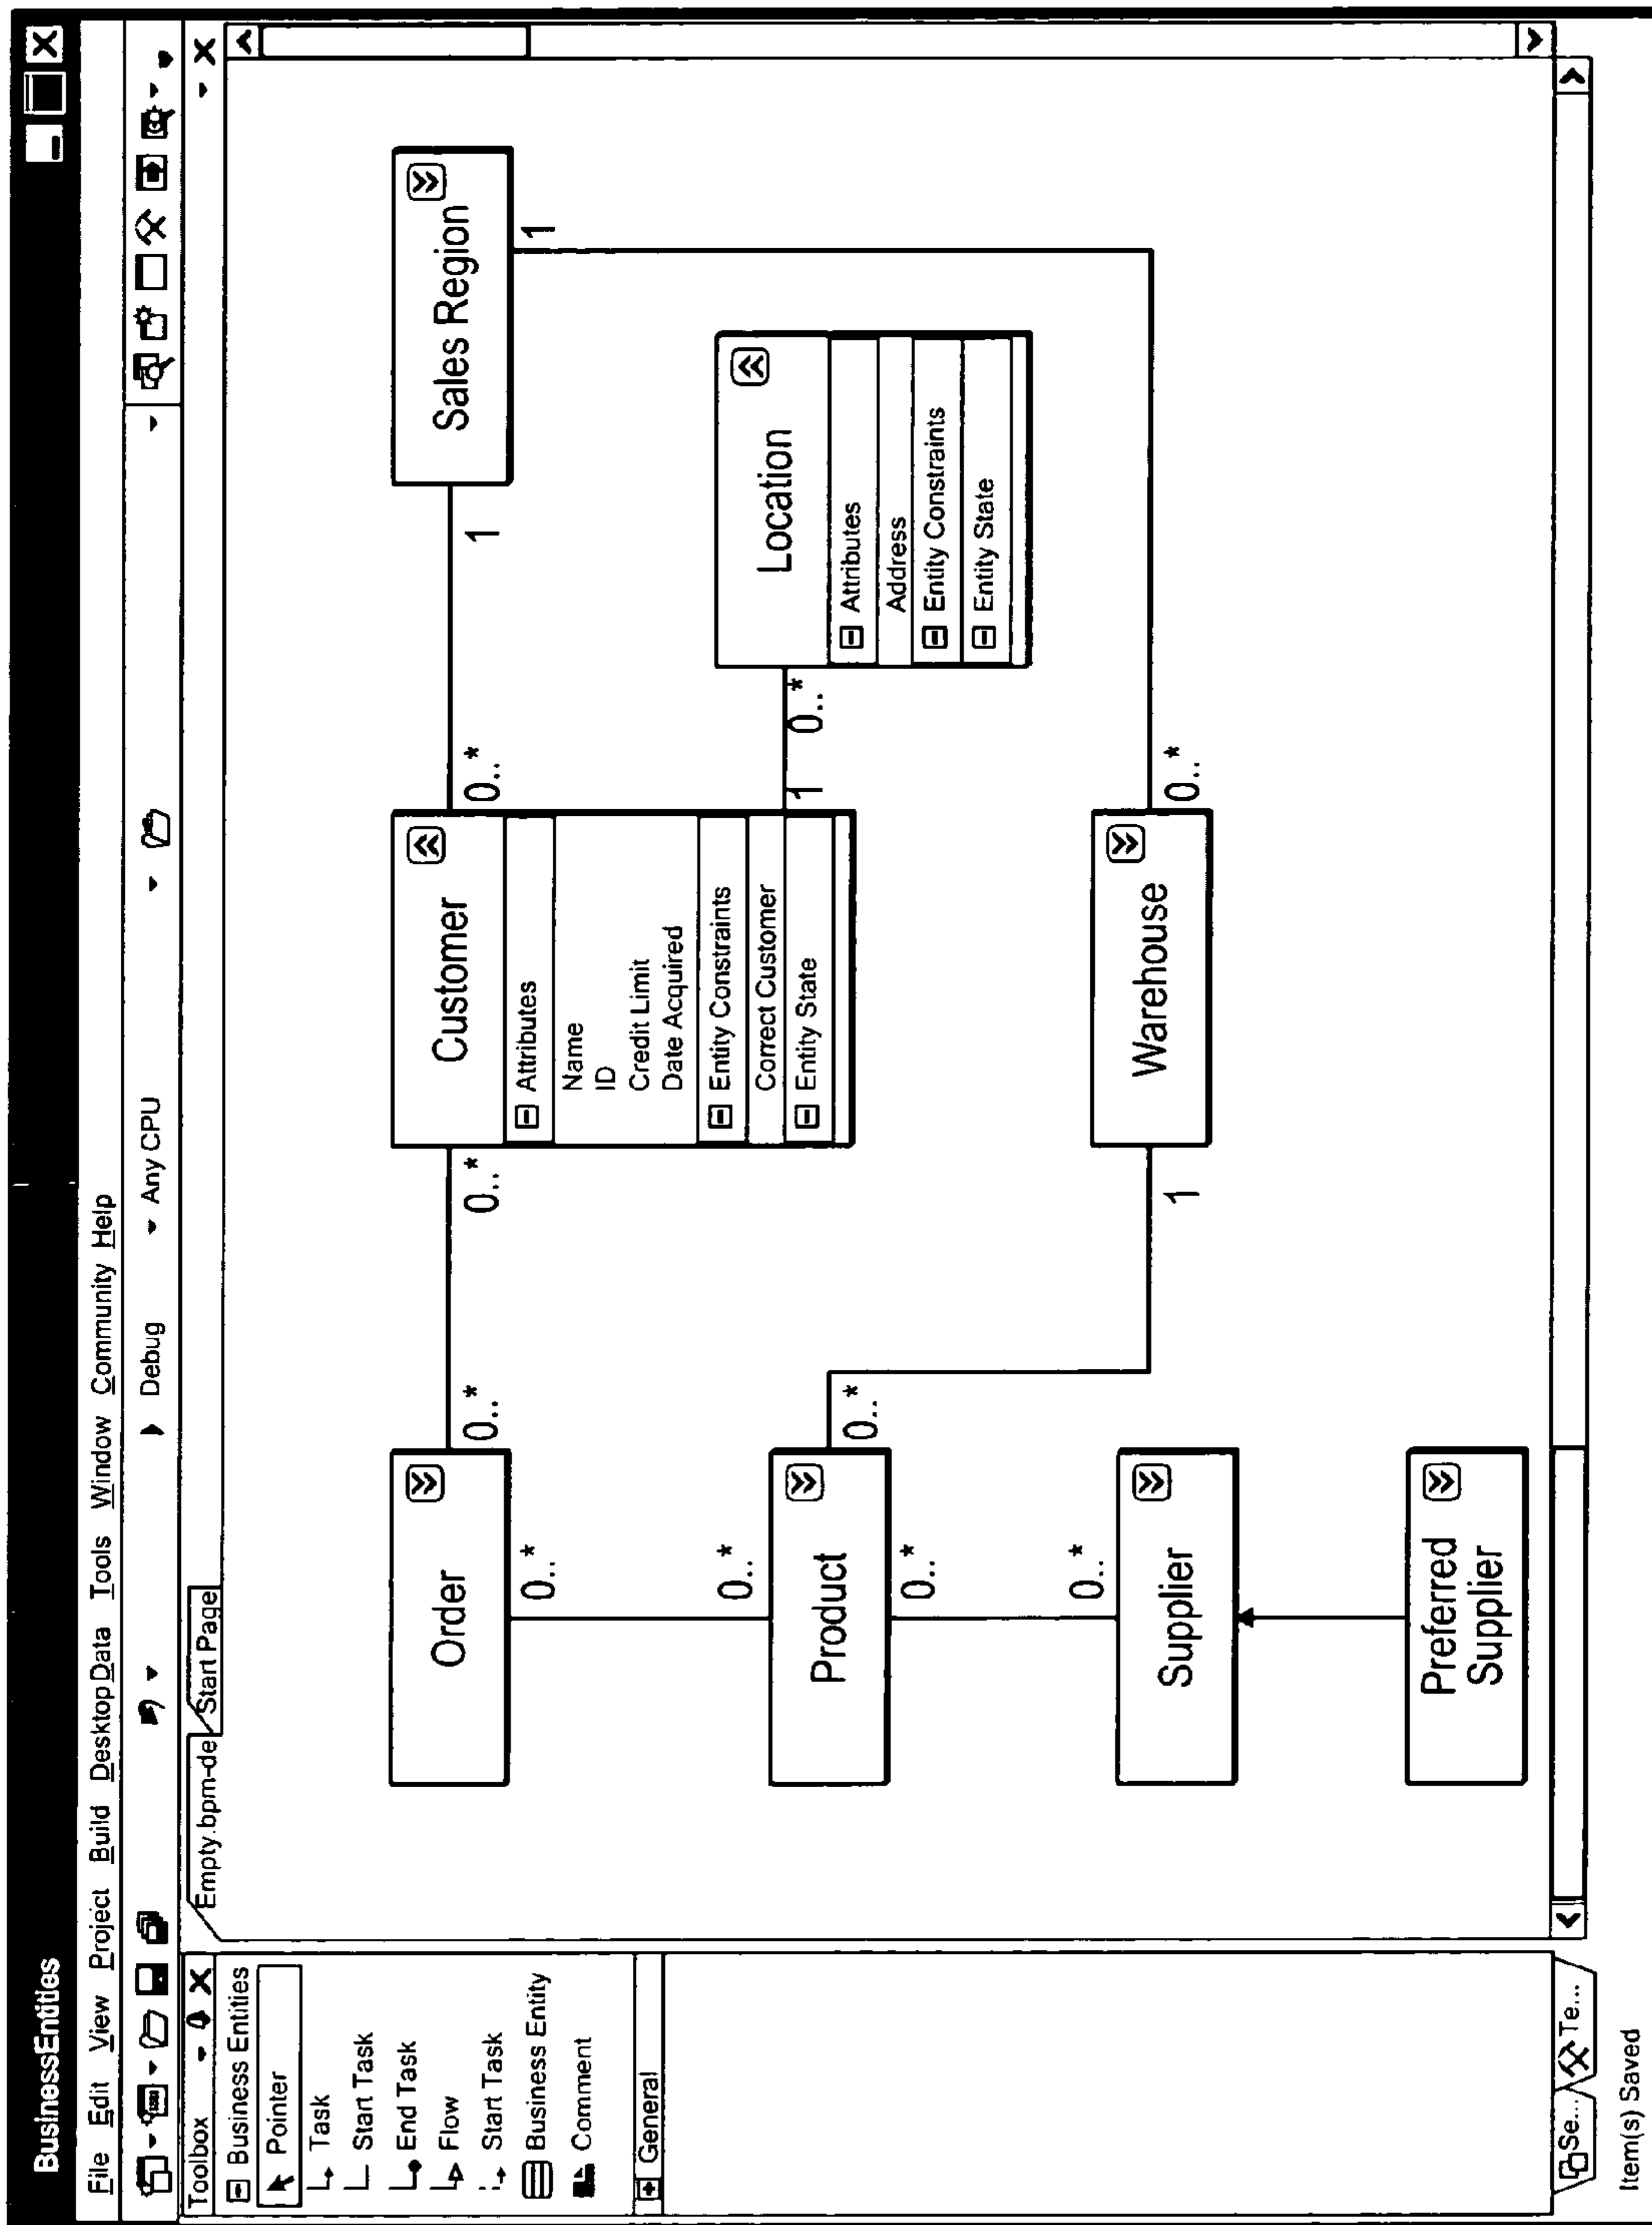 BusinessEntities
File Edit View Project Build Desktop Data Tools Window Community Help
Debug Any CPU
Toolbox
Business Entities
Pointer
Task
Start Task
End Task
Flow
Start Task
Business Entity
Comment
General
Se... Te...
Item(s) Saved
Empty.bpm-de Start Page
Order
0..* 0..*
Customer
Attributes
Name
ID
Credit Limit
Date Acquired
Entity Constraints
Correct Customer
Entity State
0..* 1
Sales Region
1
1 0..*
Location
Attributes
Address
Entity Constraints
Entity State
0..*
0..*
Product
0..*
1
Warehouse
0..*
0..*
0..*
Supplier
Preferred
Supplier